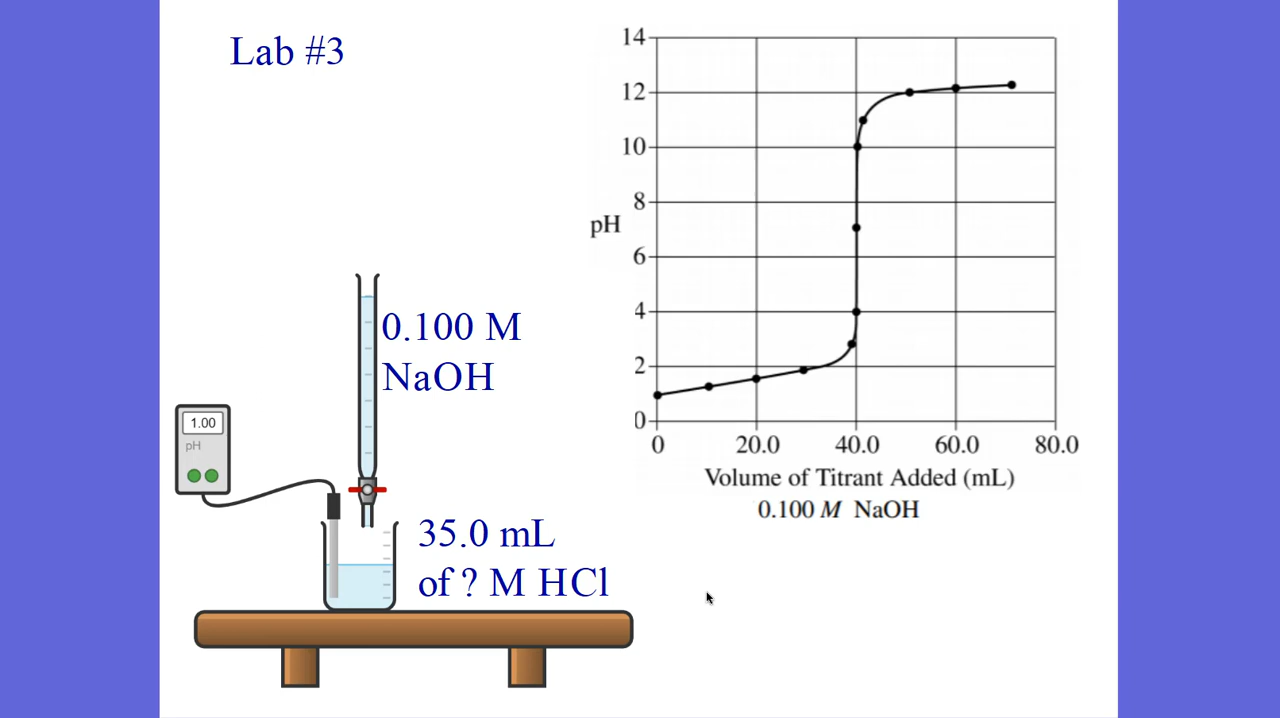 Lab #3
14
12
10
8
pH
6
4
2
0
0 20.0 40.0 60.0 80.0
Volume of Titrant Added (mL)
0.100 M NaOH
0.100 M
NaOH
1.00
pH
35.0 mL
of ? M HCl